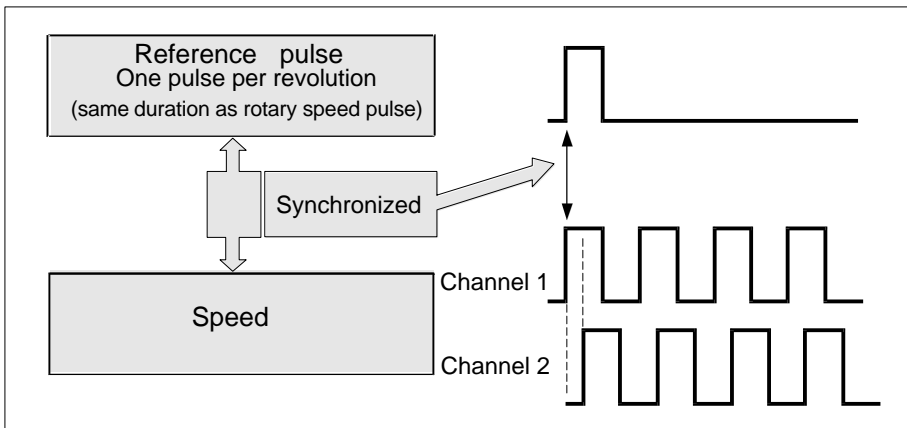 Reference pulse
One pulse per revolution
(same duration as rotary speed pulse)
Synchronized
Channel 1
Speed
Channel 2